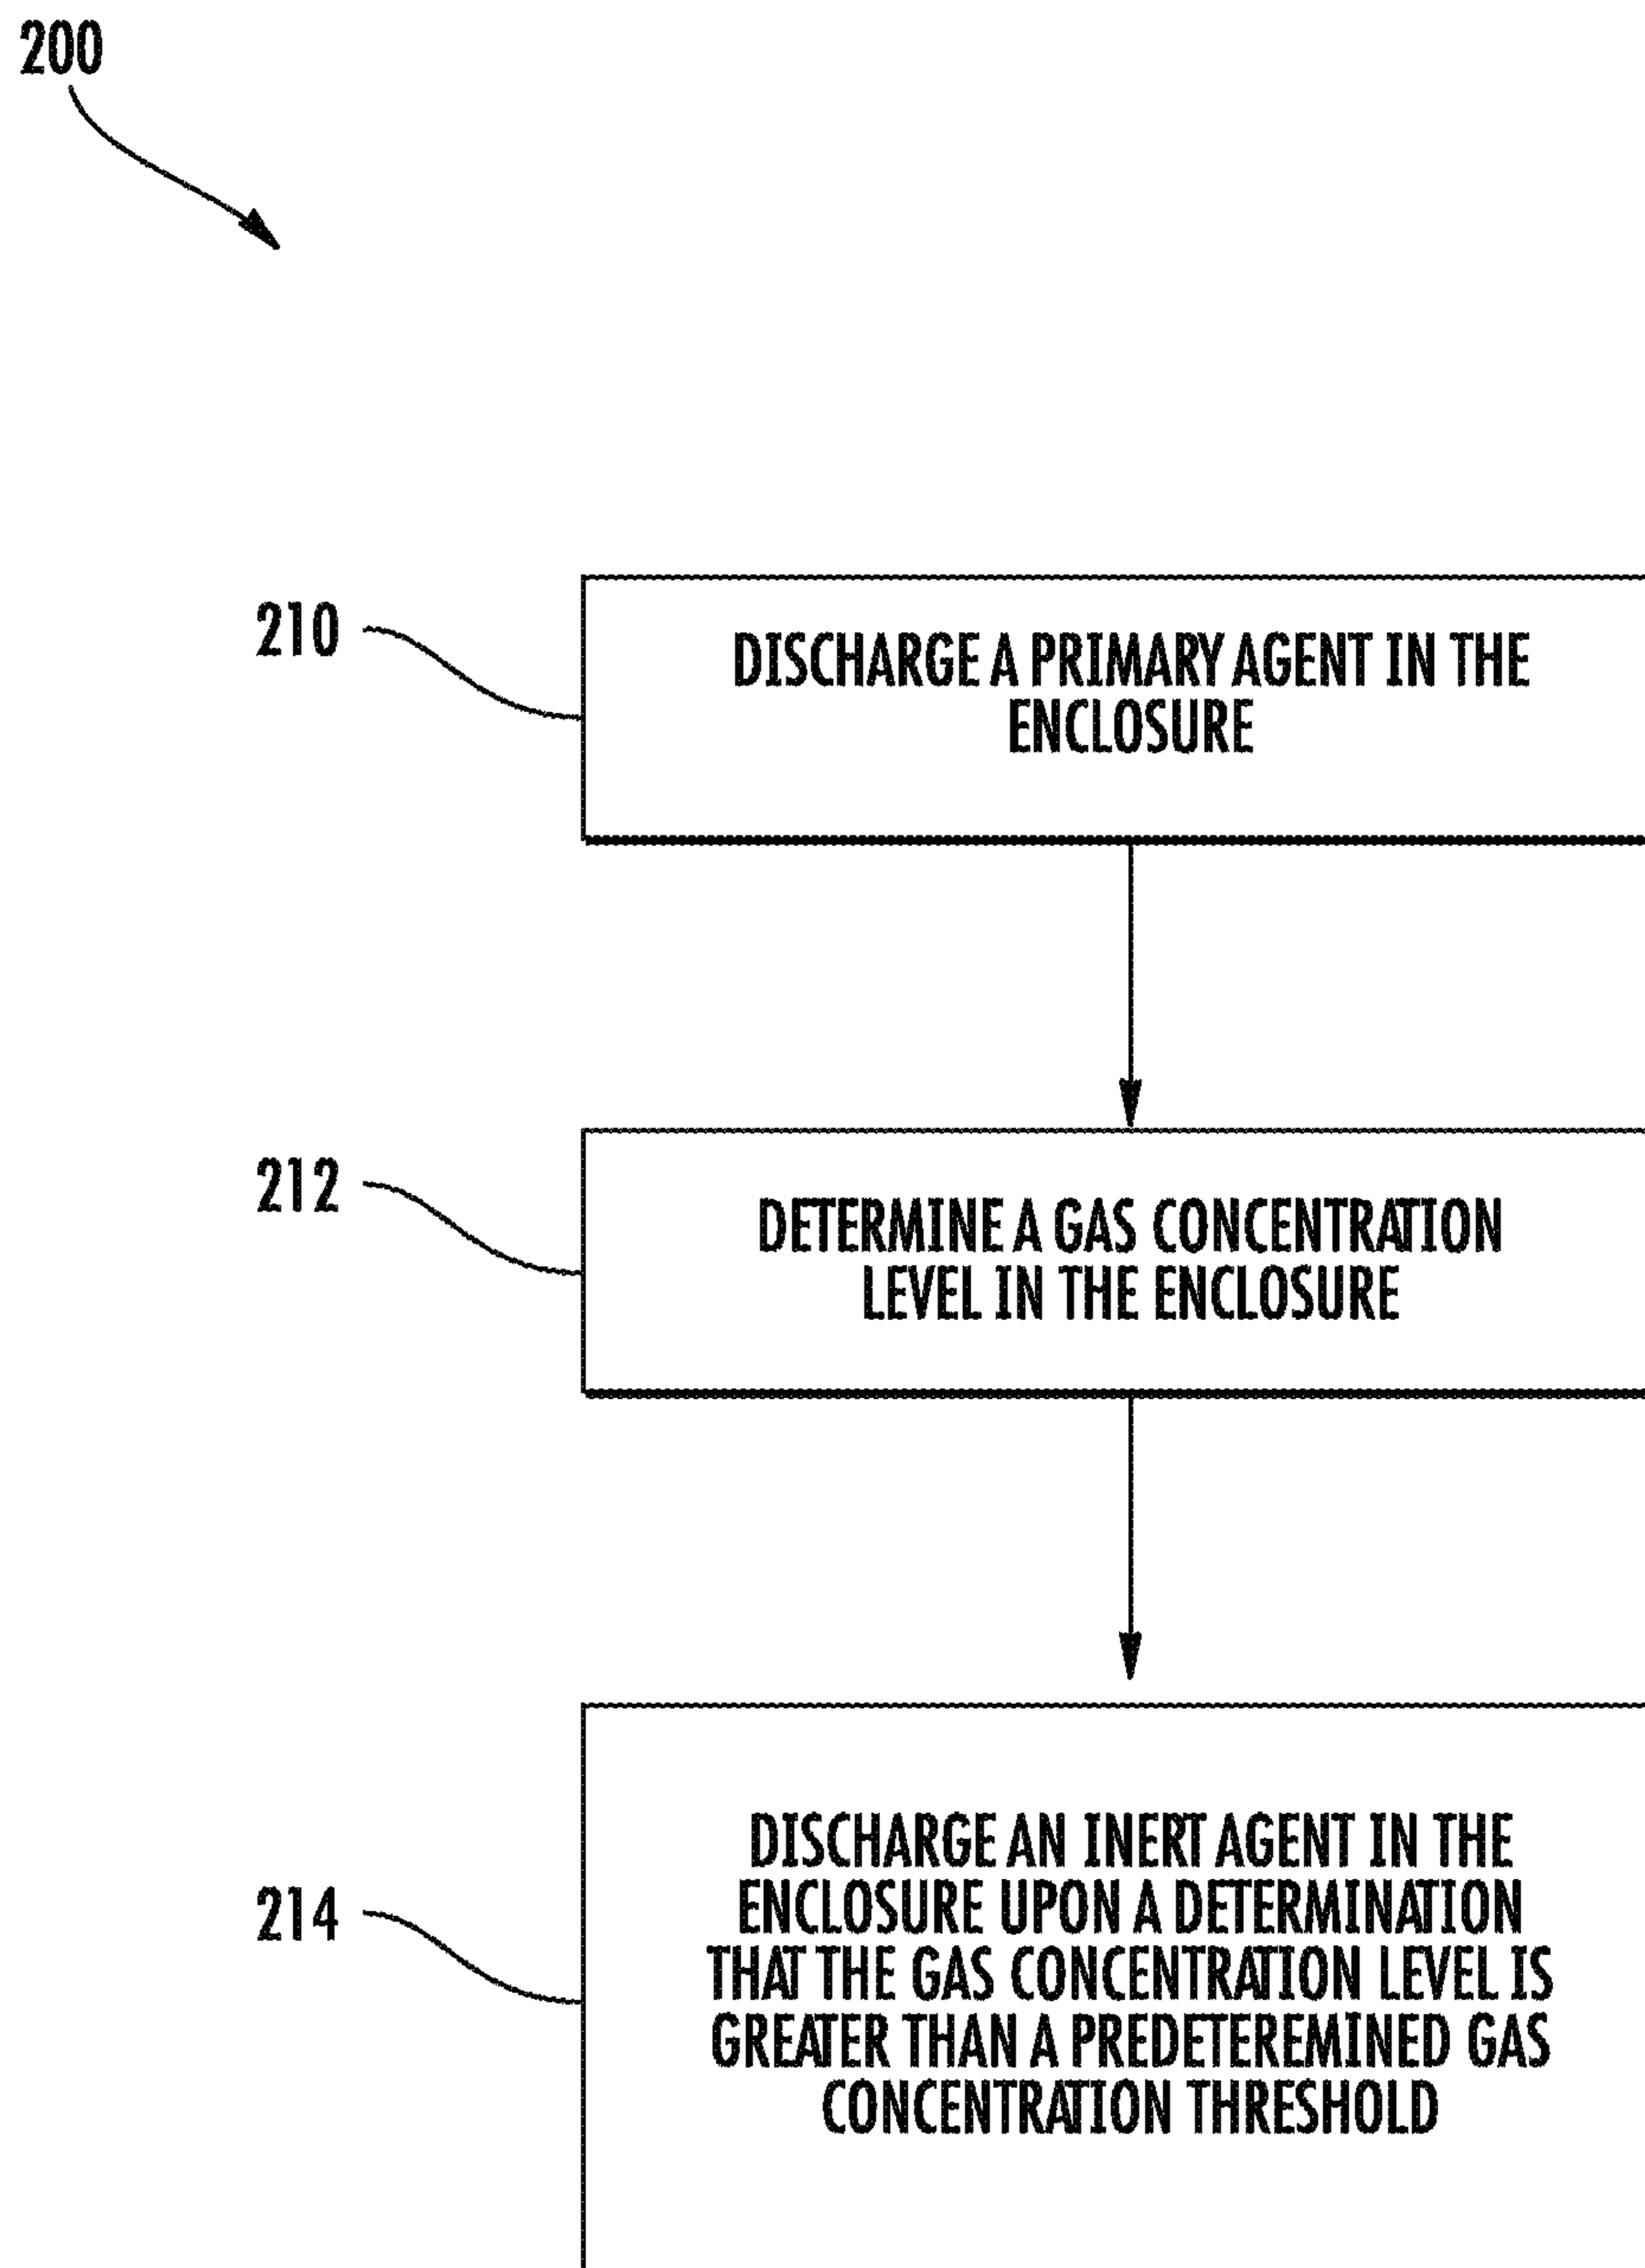 200
210
DISCHARGE A PRIMARY AGENT IN THE
ENCLOSURE
212
DETERMINE A GAS CONCENTRATION
LEVEL IN THE ENCLOSURE
214
DISCHARGE AN INERT AGENT IN THE
ENCLOSURE UPON A DETERMINATION
THAT THE GAS CONCENTRATION LEVEL IS
GREATER THAN A PREDETEREMINED GAS
CONCENTRATION THRESHOLD